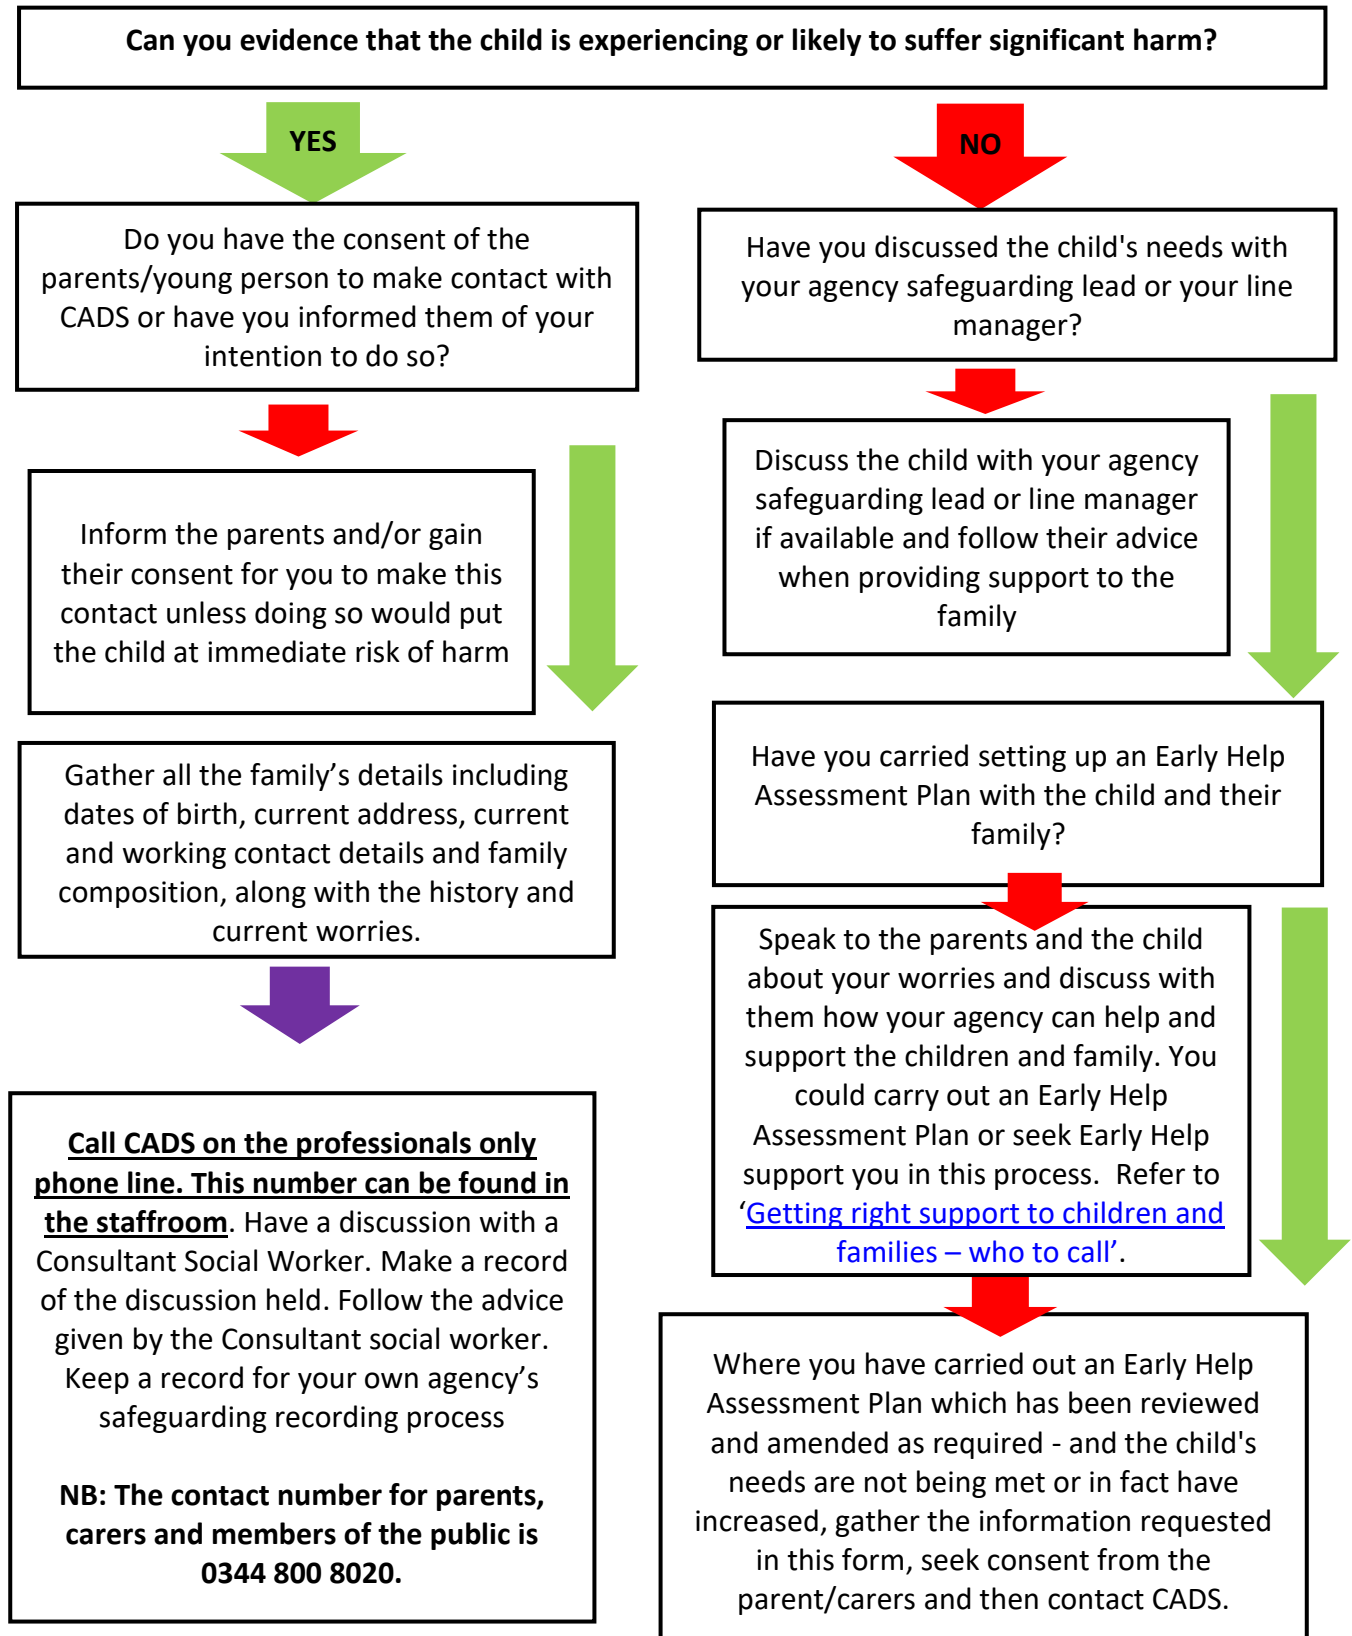 Can you evidence that the child is experiencing or likely to suffer significant harm?
YES
Do you have the consent of the
parents/young person to make contact with
CADS or have you informed them of your
intention to do so?
Inform the parents and/or gain
their consent for you to make this
contact unless doing so would put
the child at immediate risk of harm
Gather all the family’s details including
dates of birth, current address, current
and working contact details and family
composition, along with the history and
current worries.
Call CADS on the professionals only
phone line. This number can be found in
the staffroom. Have a discussion with a
Consultant Social Worker. Make a record
of the discussion held. Follow the advice
given by the Consultant social worker.
Keep a record for your own agency’s
safeguarding recording process
NB: The contact number for parents,
carers and members of the public is
0344 800 8020.
NO
Have you discussed the child's needs with
your agency safeguarding lead or your line
manager?
Discuss the child with your agency
safeguarding lead or line manager
if available and follow their advice
when providing support to the
family
Have you carried setting up an Early Help
Assessment Plan with the child and their
family?
Speak to the parents and the child
about your worries and discuss with
them how your agency can help and
support the children and family. You
could carry out an Early Help
Assessment Plan or seek Early Help
support you in this process. Refer to
‘Getting right support to children and
families – who to call’.
Where you have carried out an Early Help
Assessment Plan which has been reviewed
and amended as required - and the child's
needs are not being met or in fact have
increased, gather the information requested
in this form, seek consent from the
parent/carers and then contact CADS.